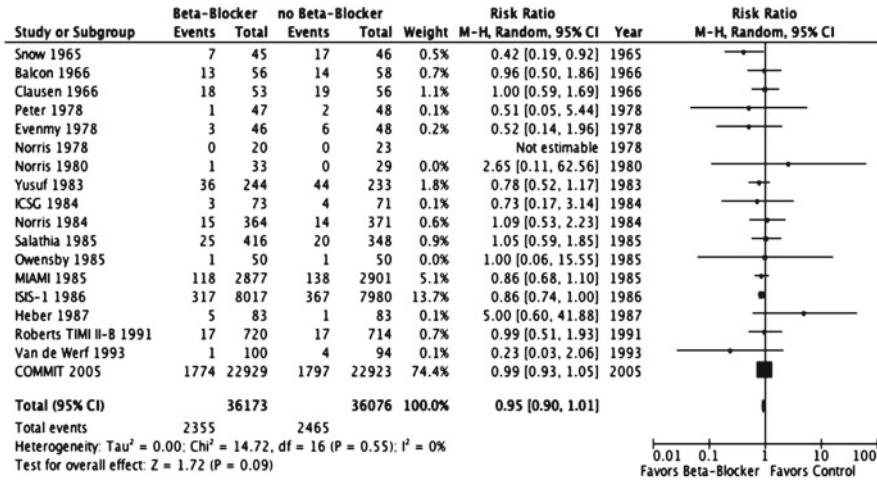 Beta-Blocker no Beta-Blocker Risk Ratio Risk Ratio
Study or Subgroup Events Total Events Total Weight M-H, Random, 95% CI Year M-H, Random, 95% CI
Snow 1965 7 45 17 46 0.5% 0.42 [0.19, 0.92] 1965
Balcon 1966 13 56 14 58 0.7% 0.96 [0.50, 1.86] 1966
Clausen 1966 18 53 19 56 1.1% 1.00 [0.59, 1.69] 1966
Peter 1978 1 47 2 48 0.1% 0.51 [0.05, 5.44] 1978
Evenmy 1978 3 46 6 48 0.2% 0.52 [0.14, 1.96] 1978
Norris 1978 0 20 0 23 Not estimable 1978
Norris 1980 1 33 0 29 0.0% 2.65 [0.11, 62.56] 1980
Yusuf 1983 36 244 44 233 1.8% 0.78 [0.52, 1.17] 1983
ICSG 1984 3 73 4 71 0.1% 0.73 [0.17, 3.14] 1984
Norris 1984 15 364 14 371 0.6% 1.09 [0.53, 2.23] 1984
Salathia 1985 25 416 20 348 0.9% 1.05 [0.59, 1.85] 1985
Owensby 1985 1 50 1 50 0.0% 1.00 [0.06, 15.55] 1985
MIAMI 1985 118 2877 138 2901 5.1% 0.86 [0.68, 1.10] 1985
ISIS-1 1986 317 8017 367 7980 13.7% 0.86 [0.74, 1.00] 1986
Heber 1987 5 83 1 83 0.1% 5.00 [0.60, 41.88] 1987
Roberts TIMI II-B 1991 17 720 17 714 0.7% 0.99 [0.51, 1.93] 1991
Van de Werf 1993 1 100 4 94 0.1% 0.23 [0.03, 2.06] 1993
COMMIT 2005 1774 22929 1797 22923 74.4% 0.99 [0.93, 1.05] 2005
Total (95% CI) 36173 36076 100.0% 0.95 [0.90, 1.01]
Total events 2355 2465
Heterogeneity: Tau² = 0.00; Chi² = 14.72, df = 16 (P = 0.55); I² = 0%
Test for overall effect: Z = 1.72 (P = 0.09)
0.01 0.1 1 10 100
Favors Beta-Blocker Favors Control